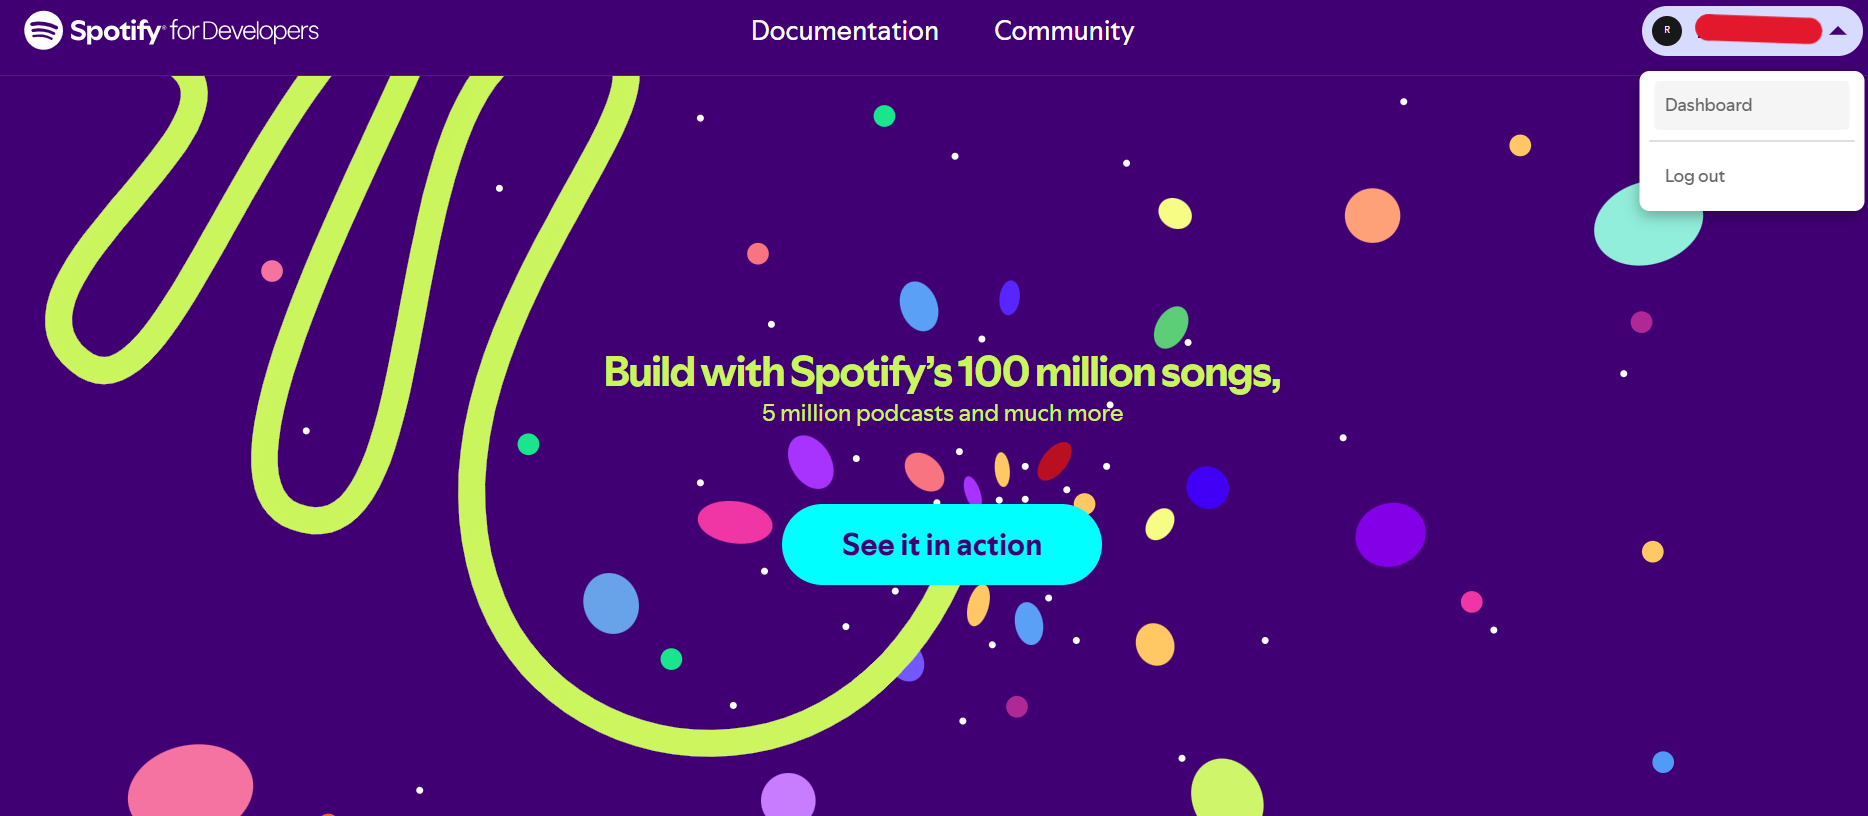 Spotify® for Developers
Documentation
Community
R
Dashboard
Log out
Build with Spotify's 100 million songs,
5 million podcasts and much more
See it in action